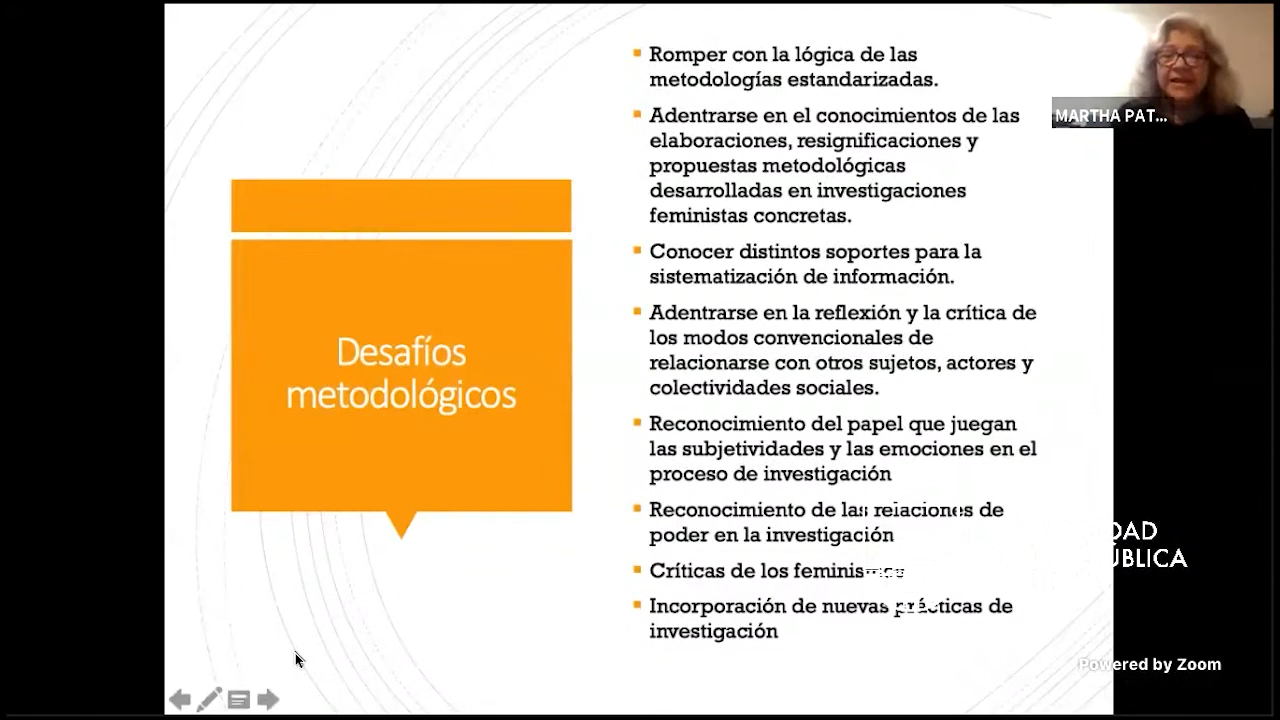 Desafíos
metodológicos
Romper con la lógica de las
metodologías estandarizadas.
Adentrarse en el conocimientos de las
elaboraciones, resignificaciones y
propuestas metodológicas
desarrolladas en investigaciones
feministas concretas.
Conocer distintos soportes para la
sistematización de información.
Adentrarse en la reflexión y la crítica de
los modos convencionales de
relacionarse con otros sujetos, actores y
colectividades sociales.
Reconocimiento del papel que juegan
las subjetividades y las emociones en el
proceso de investigación
Reconocimiento de las relaciones de
poder en la investigación
Críticas de los
Incorporación de nuevas prácticas de
investigación
MARTHA PAT...
Powered by Zoom